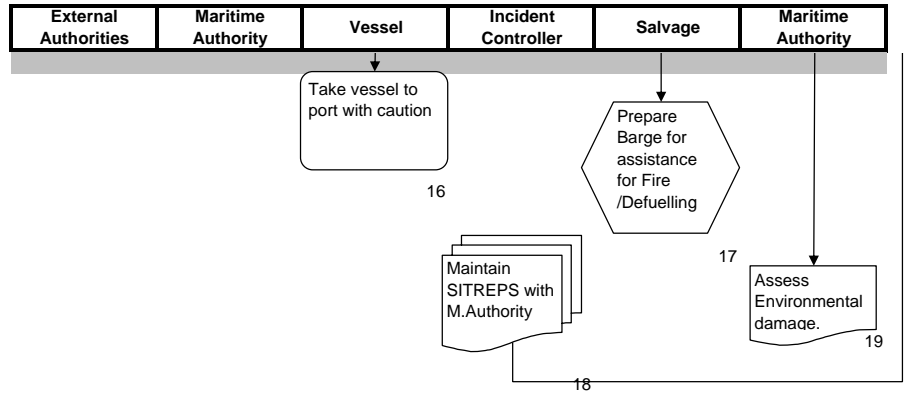 External Authorities
Maritime Authority
Vessel
Incident Controller
Salvage
Maritime Authority
Take vessel to
port with caution
16
Prepare
Barge for
assistance
for Fire
/Defuelling
17
Maintain
SITREPS with
M.Authority
18
Assess
Environmental
damage.
19